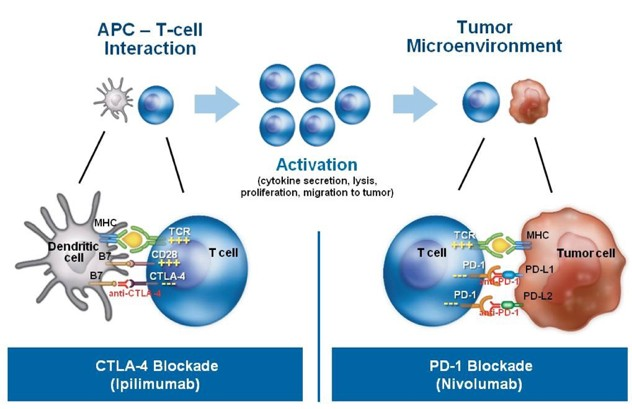 APC – T-cell
Interaction
Tumor
Microenvironment
Activation
(cytokine secretion, lysis,
proliferation, migration to tumor)
MHC
TCR
+++
Dendritic
cell
B7
CD28
+++
T cell
B7
CTLA-4
---
anti-CTLA-4
TCR
+++
MHC
T cell
Tumor cell
PD-1
---
PD-L1
anti-PD-1
PD-1
---
PD-L2
anti-PD-1
CTLA-4 Blockade
(Ipilimumab)
PD-1 Blockade
(Nivolumab)